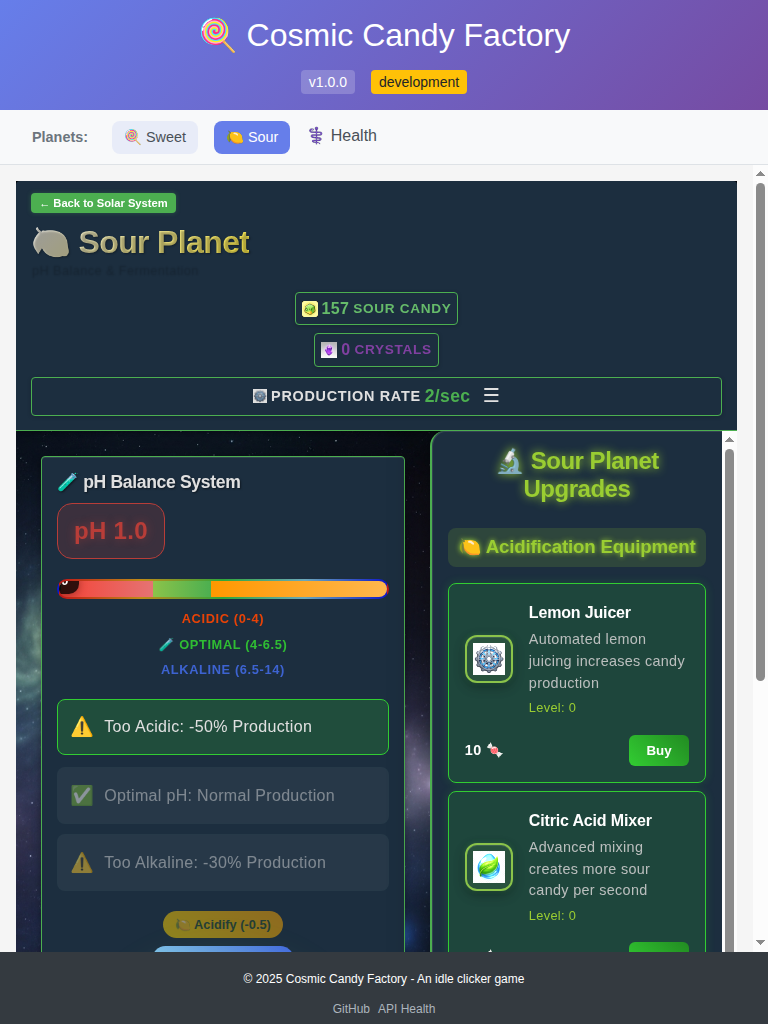 Cosmic Candy Factory
v1.0.0 development
Planets: Sweet Sour Health
← Back to Solar System
Sour Planet
pH Balance & Fermentation
157 SOUR CANDY
0 CRYSTALS
PRODUCTION RATE 2/sec ☰
pH Balance System
pH 1.0
ACIDIC (0-4)
OPTIMAL (4-6.5)
ALKALINE (6.5-14)
Too Acidic: -50% Production
Optimal pH: Normal Production
Too Alkaline: -30% Production
Acidify (-0.5)
Sour Planet
Upgrades
Acidification Equipment
Lemon Juicer
Automated lemon
juicing increases candy
production
Level: 0
10 Buy
Citric Acid Mixer
Advanced mixing
creates more sour
candy per second
Level: 0
© 2025 Cosmic Candy Factory - An idle clicker game
GitHub API Health